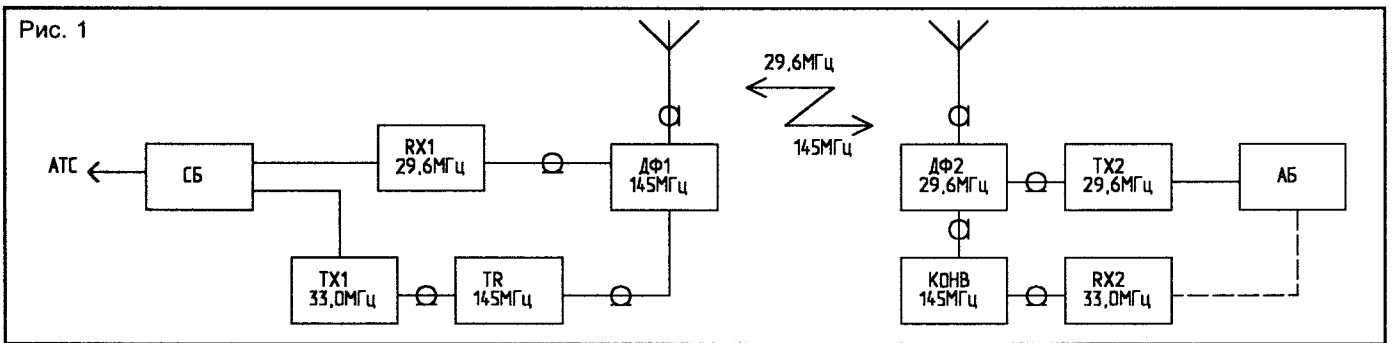 Рис. 1
29,6МГц
145МГц
АТС
СБ
RX1
29,6МГц
ДФ1
145МГц
TX1
33,0МГц
TR
145МГц
ДФ2
29,6МГц
TX2
29,6МГц
АБ
КОНВ
145МГц
RX2
33,0МГц